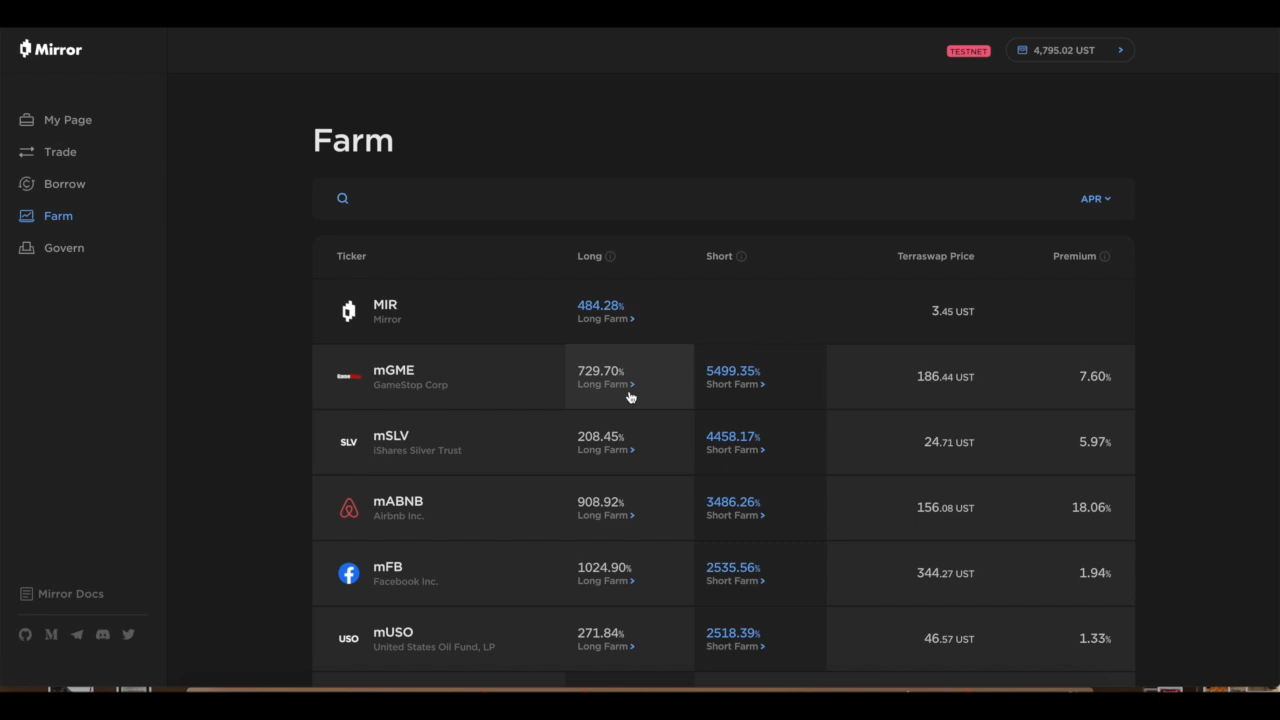 Mirror
TESTNET
4,795.02 UST
My Page
Trade
Borrow
Farm
Govern
Mirror Docs
Farm
APR
Ticker Long Short Terraswap Price Premium
MIR 484.28% 3.45 UST
Mirror Long Farm >
GameStop mGME 729.70% 5499.35% 186.44 UST 7.60%
GameStop Corp Long Farm > Short Farm >
SLV mSLV 208.45% 4458.17% 24.71 UST 5.97%
iShares Silver Trust Long Farm > Short Farm >
mABNB 908.92% 3486.26% 156.08 UST 18.06%
Airbnb Inc. Long Farm > Short Farm >
mFB 1024.90% 2535.56% 344.27 UST 1.94%
Facebook Inc. Long Farm > Short Farm >
USO mUSO 271.84% 2518.39% 46.57 UST 1.33%
United States Oil Fund, LP Long Farm > Short Farm >